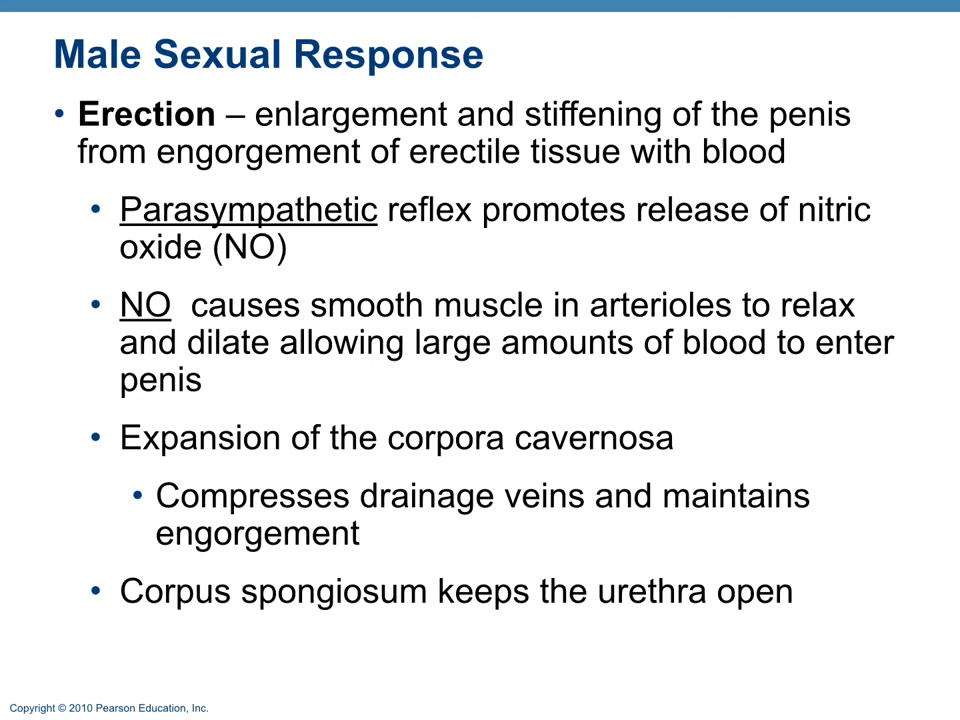 Male Sexual Response
• Erection – enlargement and stiffening of the penis
from engorgement of erectile tissue with blood
• Parasympathetic reflex promotes release of nitric
oxide (NO)
• NO  causes smooth muscle in arterioles to relax
and dilate allowing large amounts of blood to enter
penis
• Expansion of the corpora cavernosa
• Compresses drainage veins and maintains
engorgement
• Corpus spongiosum keeps the urethra open
Copyright © 2010 Pearson Education, Inc.